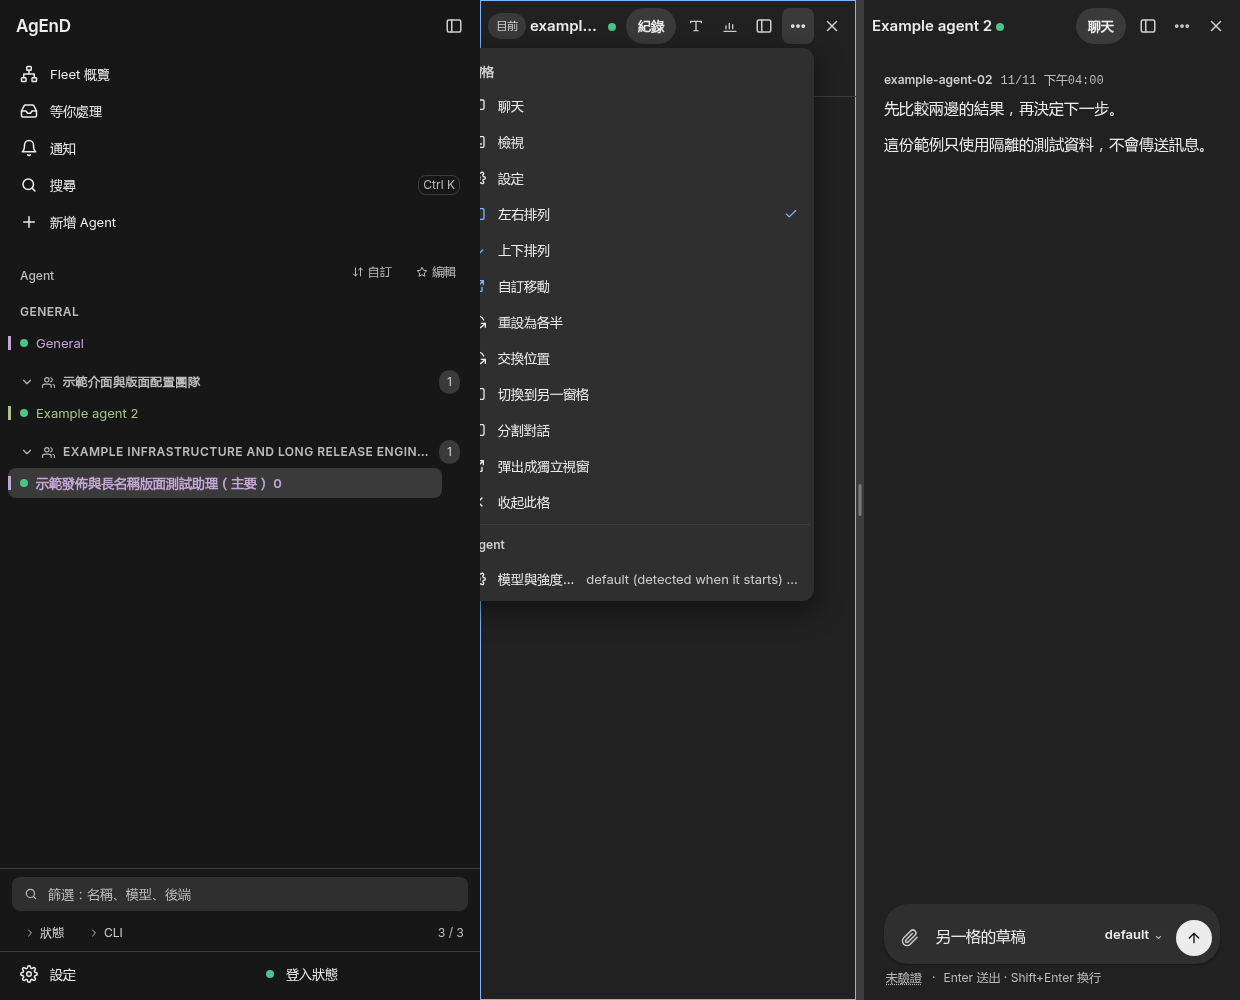 AgEnD
Fleet 概覽
等你處理
通知
搜尋 Ctrl K
新增 Agent
Agent 自訂 編輯
GENERAL
General
示範介面與版面配置團隊 1
Example agent 2
EXAMPLE INFRASTRUCTURE AND LONG RELEASE ENGIN... 1
示範發佈與長名稱版面測試助理（主要） 0
篩選：名稱、模型、後端
狀態 CLI 3 / 3
設定 登入狀態
目前 exampl... 紀錄
格
聊天
檢視
設定
左右排列
上下排列
自訂移動
重設為各半
交換位置
切換到另一窗格
分割對話
彈出成獨立視窗
收起此格
gent
模型與強度... default (detected when it starts) ...
Example agent 2 聊天
example-agent-02 11/11 下午04:00
先比較兩邊的結果，再決定下一步。
這份範例只使用隔離的測試資料，不會傳送訊息。
另一格的草稿 default
未驗證 · Enter 送出 · Shift+Enter 換行